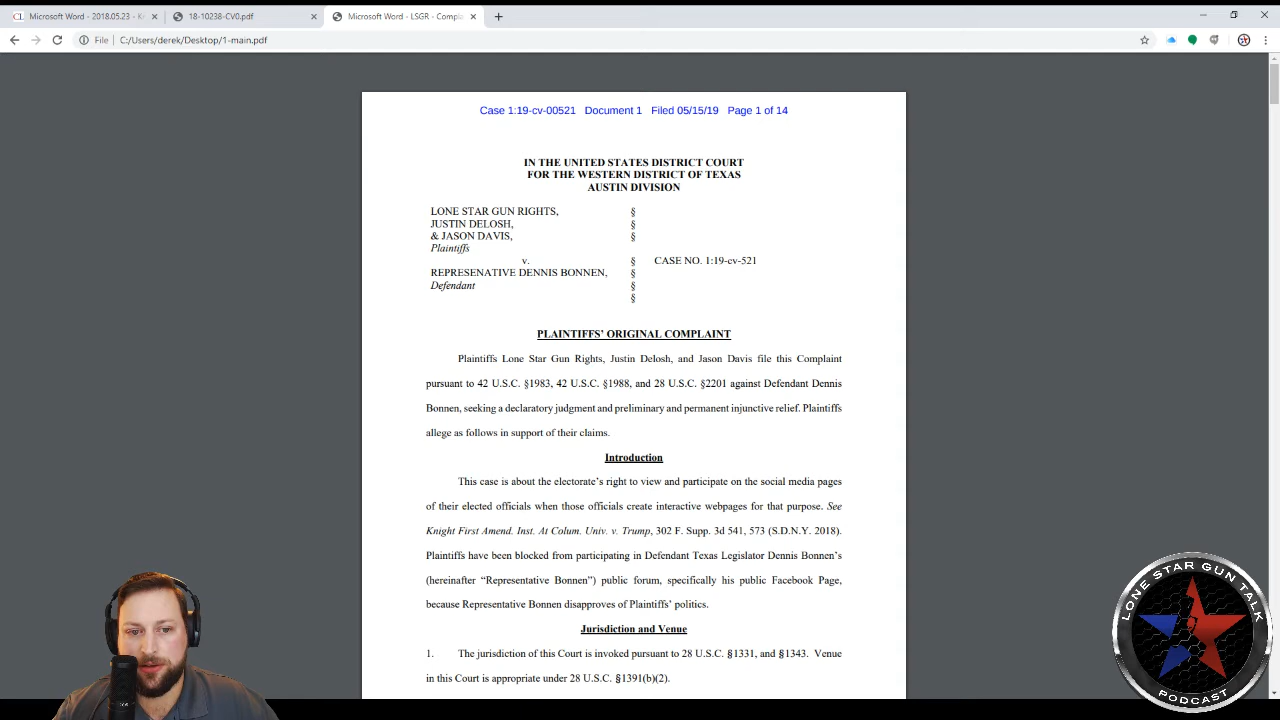 Microsoft Word - 2018.05.23 - K
18-10238-CV0.pdf
Microsoft Word - LSGR - Compla
File
C:/Users/derek/Desktop/1-main.pdf
Case 1:19-cv-00521 Document 1 Filed 05/15/19 Page 1 of 14
IN THE UNITED STATES DISTRICT COURT
FOR THE WESTERN DISTRICT OF TEXAS
AUSTIN DIVISION
LONE STAR GUN RIGHTS, §
JUSTIN DELOSH, §
& JASON DAVIS, §
Plaintiffs
v. § CASE NO. 1:19-cv-521
REPRESENATIVE DENNIS BONNEN, §
Defendant §
§
PLAINTIFFS’ ORIGINAL COMPLAINT
Plaintiffs Lone Star Gun Rights, Justin Delosh, and Jason Davis file this Complaint
pursuant to 42 U.S.C. §1983, 42 U.S.C. §1988, and 28 U.S.C. §2201 against Defendant Dennis
Bonnen, seeking a declaratory judgment and preliminary and permanent injunctive relief. Plaintiffs
allege as follows in support of their claims.
Introduction
This case is about the electorate’s right to view and participate on the social media pages
of their elected officials when those officials create interactive webpages for that purpose. See
Knight First Amend. Inst. At Colum. Univ. v. Trump, 302 F. Supp. 3d 541, 573 (S.D.N.Y. 2018).
Plaintiffs have been blocked from participating in Defendant Texas Legislator Dennis Bonnen’s
(hereinafter “Representative Bonnen”) public forum, specifically his public Facebook Page,
because Representative Bonnen disapproves of Plaintiffs’ politics.
Jurisdiction and Venue
1. The jurisdiction of this Court is invoked pursuant to 28 U.S.C. §1331, and §1343. Venue
in this Court is appropriate under 28 U.S.C. §1391(b)(2).
LONE STAR GUN TALK
PODCAST